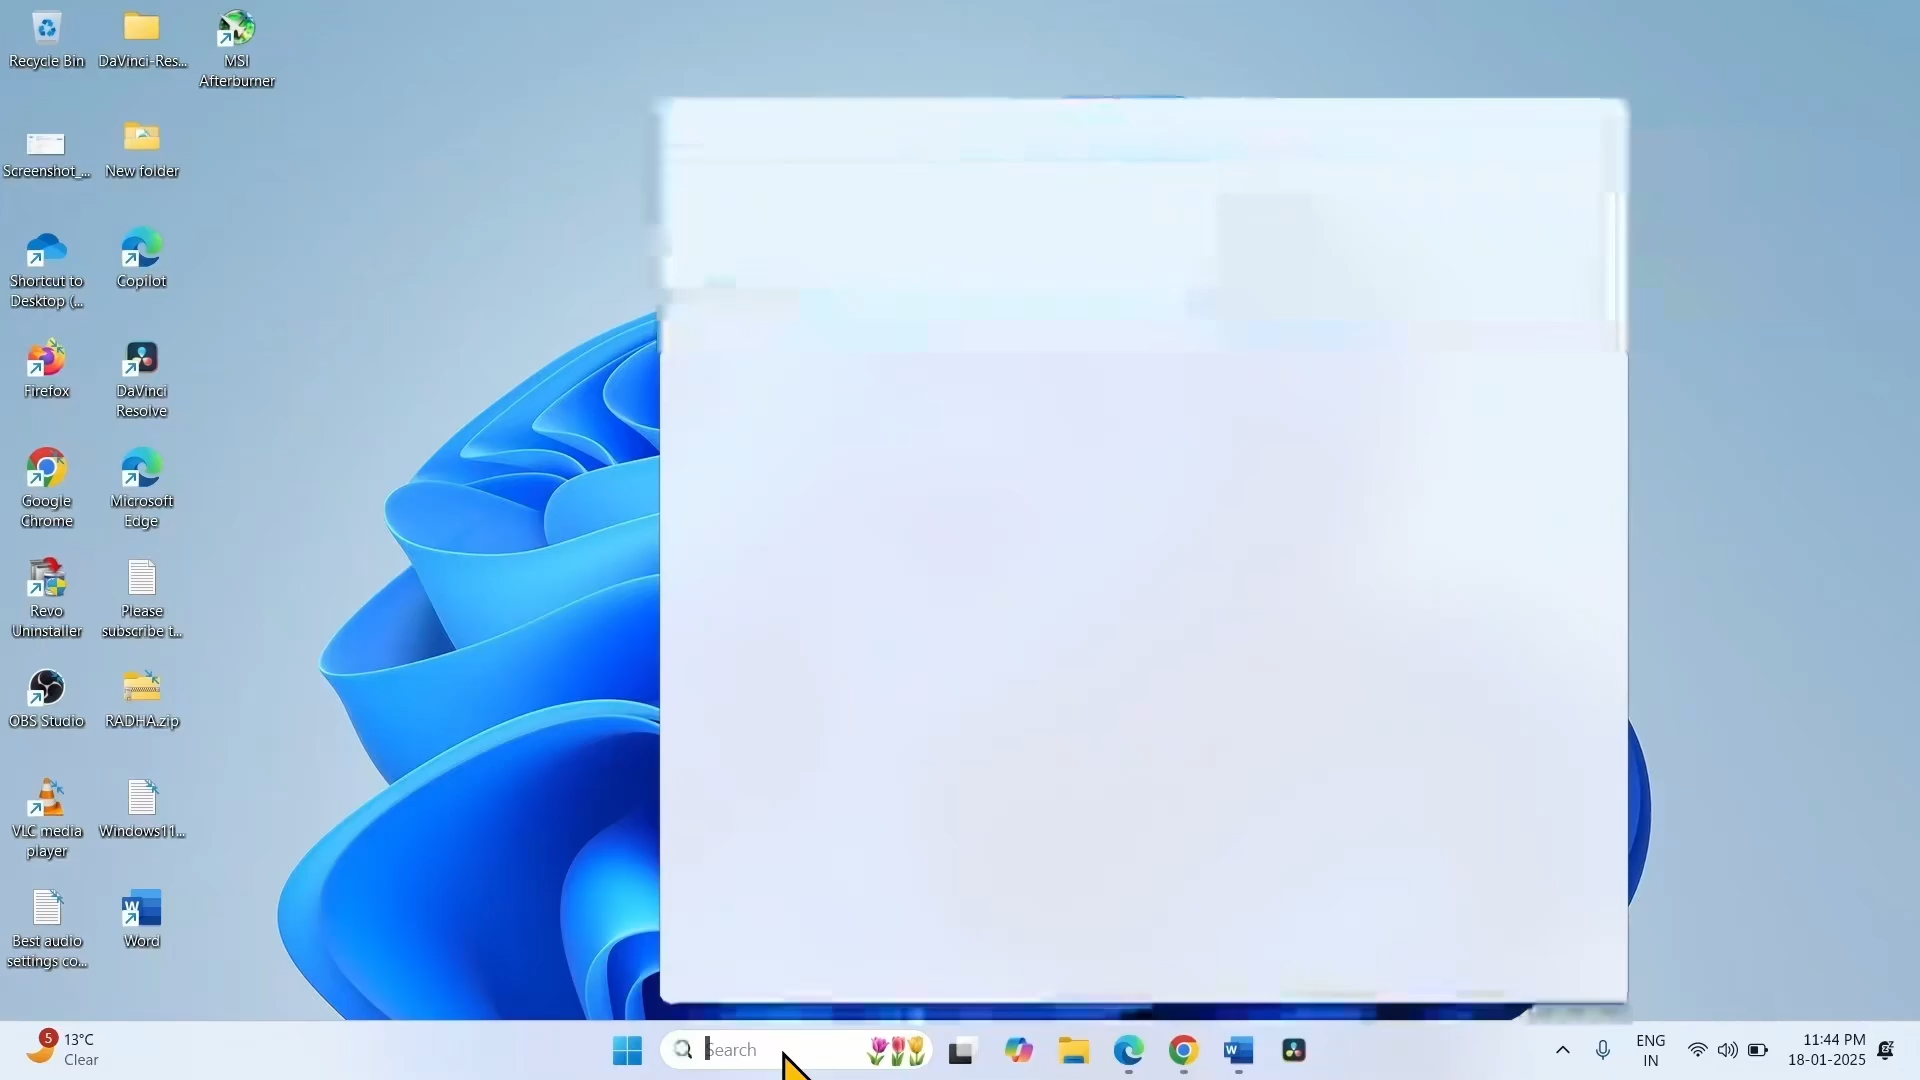 Recycle Bin
DaVinci-Res...
MSI
Afterburner
Screenshot_...
New folder
Shortcut to
Desktop (...
Copilot
Firefox
DaVinci
Resolve
Google
Chrome
Microsoft
Edge
Revo
Uninstaller
Please
subscribe t...
OBS Studio
RADHA.zip
VLC media
player
Windows11...
Best audio
settings co...
Word
5
13°C
Clear
Search
ENG
IN
11:44 PM
18-01-2025